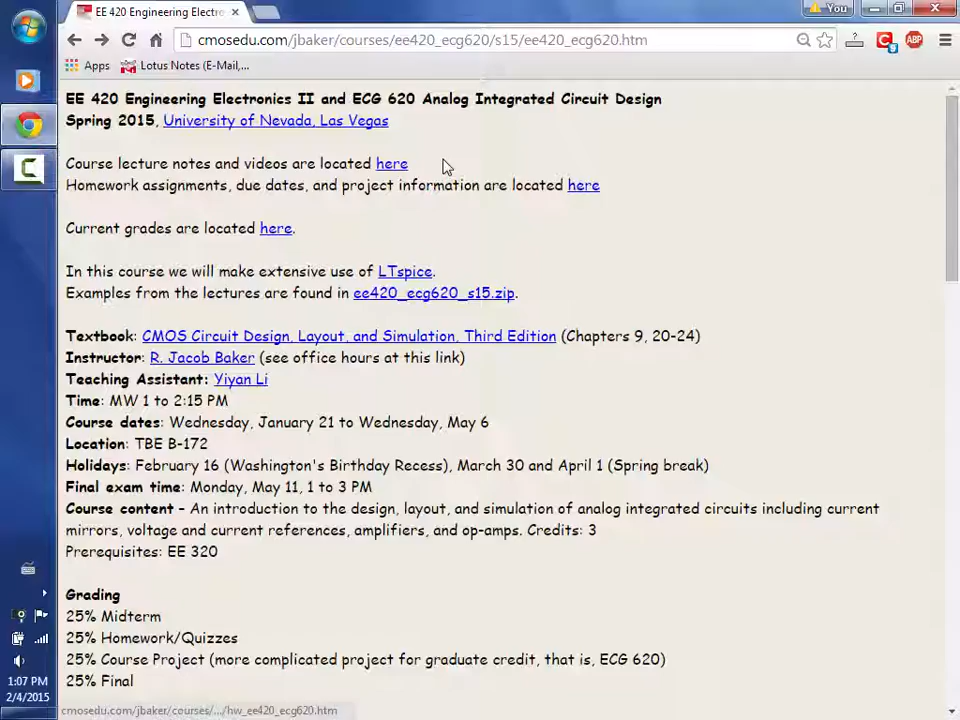 EE 420 Engineering Electro
You
cmosedu.com/jbaker/courses/ee420_ecg620/s15/ee420_ecg620.htm
ABP
Apps
Lotus Notes (E-Mail,...
EE 420 Engineering Electronics II and ECG 620 Analog Integrated Circuit Design
Spring 2015, University of Nevada, Las Vegas
Course lecture notes and videos are located here
Homework assignments, due dates, and project information are located here
Current grades are located here.
In this course we will make extensive use of LTspice.
Examples from the lectures are found in ee420_ecg620_s15.zip.
Textbook: CMOS Circuit Design, Layout, and Simulation, Third Edition (Chapters 9, 20-24)
Instructor: R. Jacob Baker (see office hours at this link)
Teaching Assistant: Yiyan Li
Time: MW 1 to 2:15 PM
Course dates: Wednesday, January 21 to Wednesday, May 6
Location: TBE B-172
Holidays: February 16 (Washington's Birthday Recess), March 30 and April 1 (Spring break)
Final exam time: Monday, May 11, 1 to 3 PM
Course content – An introduction to the design, layout, and simulation of analog integrated circuits including current
mirrors, voltage and current references, amplifiers, and op-amps. Credits: 3
Prerequisites: EE 320
Grading
25% Midterm
25% Homework/Quizzes
25% Course Project (more complicated project for graduate credit, that is, ECG 620)
25% Final
1:07 PM
2/4/2015
cmosedu.com/jbaker/courses/.../hw_ee420_ecg620.htm